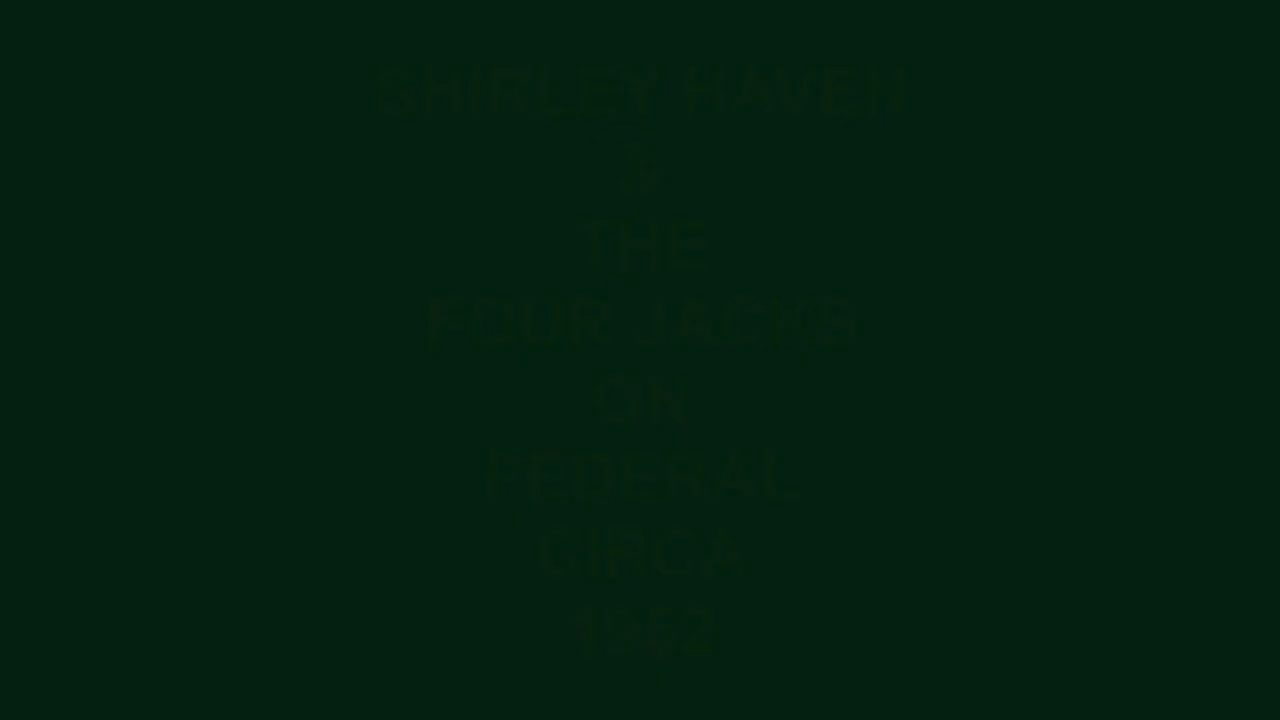 SHIRLEY HAVEN
&
THE
FOUR JACKS
ON
FEDERAL
CIRCA
1952